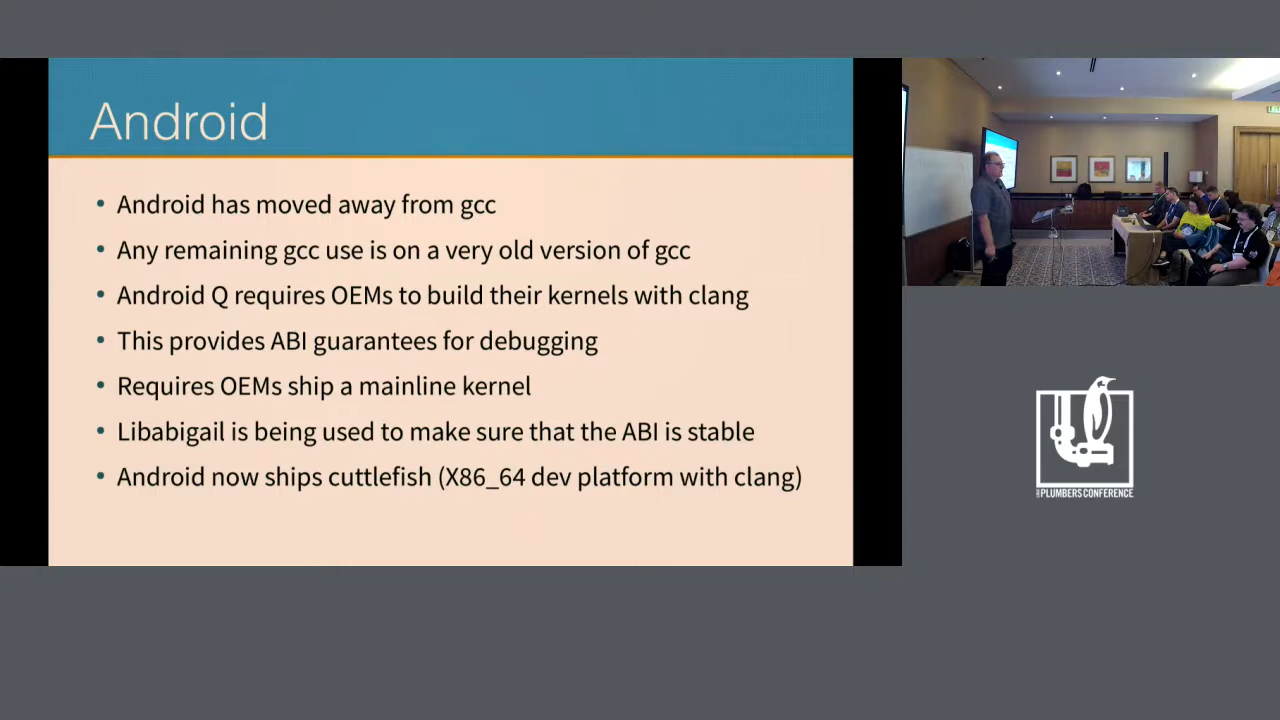 Android
• Android has moved away from gcc
• Any remaining gcc use is on a very old version of gcc
• Android Q requires OEMs to build their kernels with clang
• This provides ABI guarantees for debugging
• Requires OEMs ship a mainline kernel
• Libabigail is being used to make sure that the ABI is stable
• Android now ships cuttlefish (X86_64 dev platform with clang)
PLUMBERS CONFERENCE